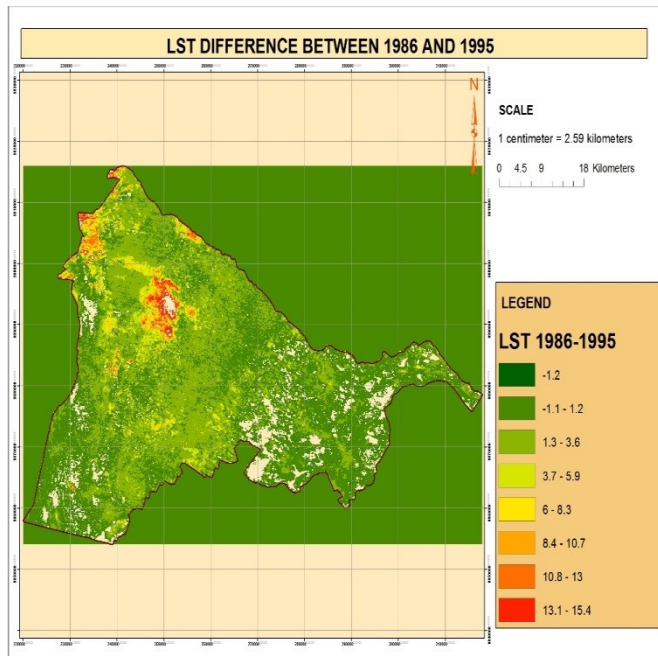 LST DIFFERENCE BETWEEN 1986 AND 1995
N
SCALE
1 centimeter = 2.59 kilometers
0 4.5 9 18 Kilometers
LEGEND
LST 1986-1995
-1.2
-1.1 - 1.2
1.3 - 3.6
3.7 - 5.9
6 - 8.3
8.4 - 10.7
10.8 - 13
13.1 - 15.4